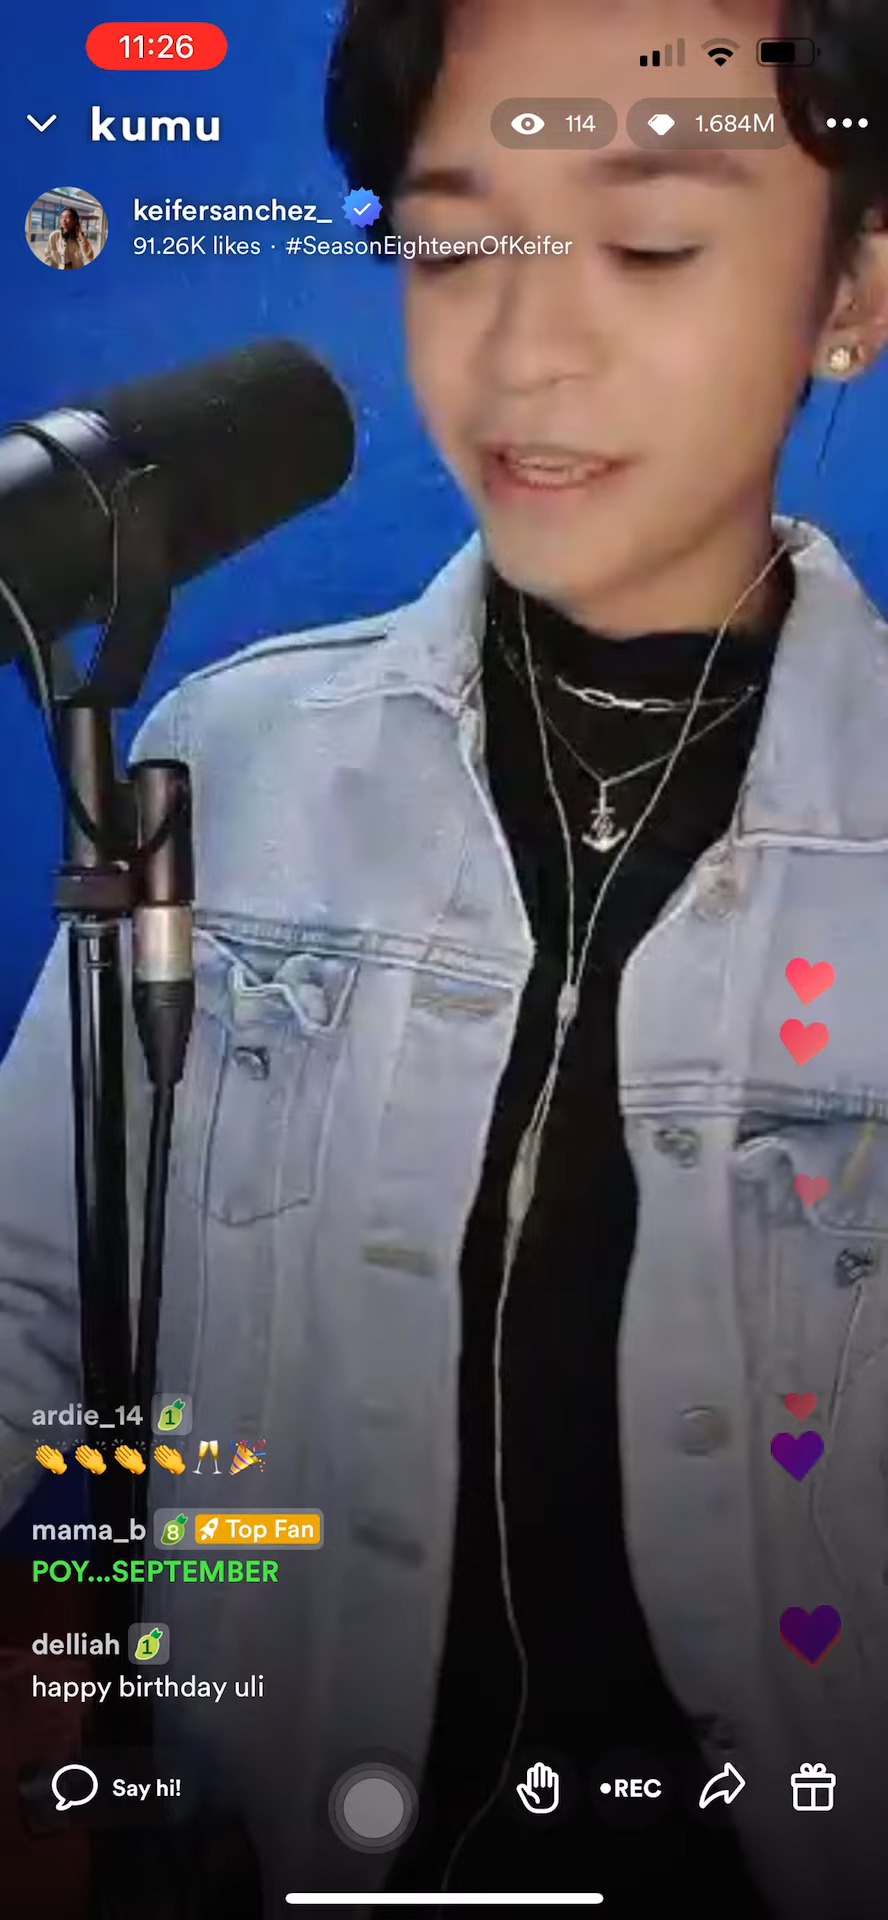 11:26
kumu
114
1.684M
keifersanchez_
91.26K likes · #SeasonEighteenOfKeifer
ardie_14 1
👏👏👏👏🥂🎉
mama_b 8 Top Fan
POY...SEPTEMBER
delliah 1
happy birthday uli
Say hi!
•REC